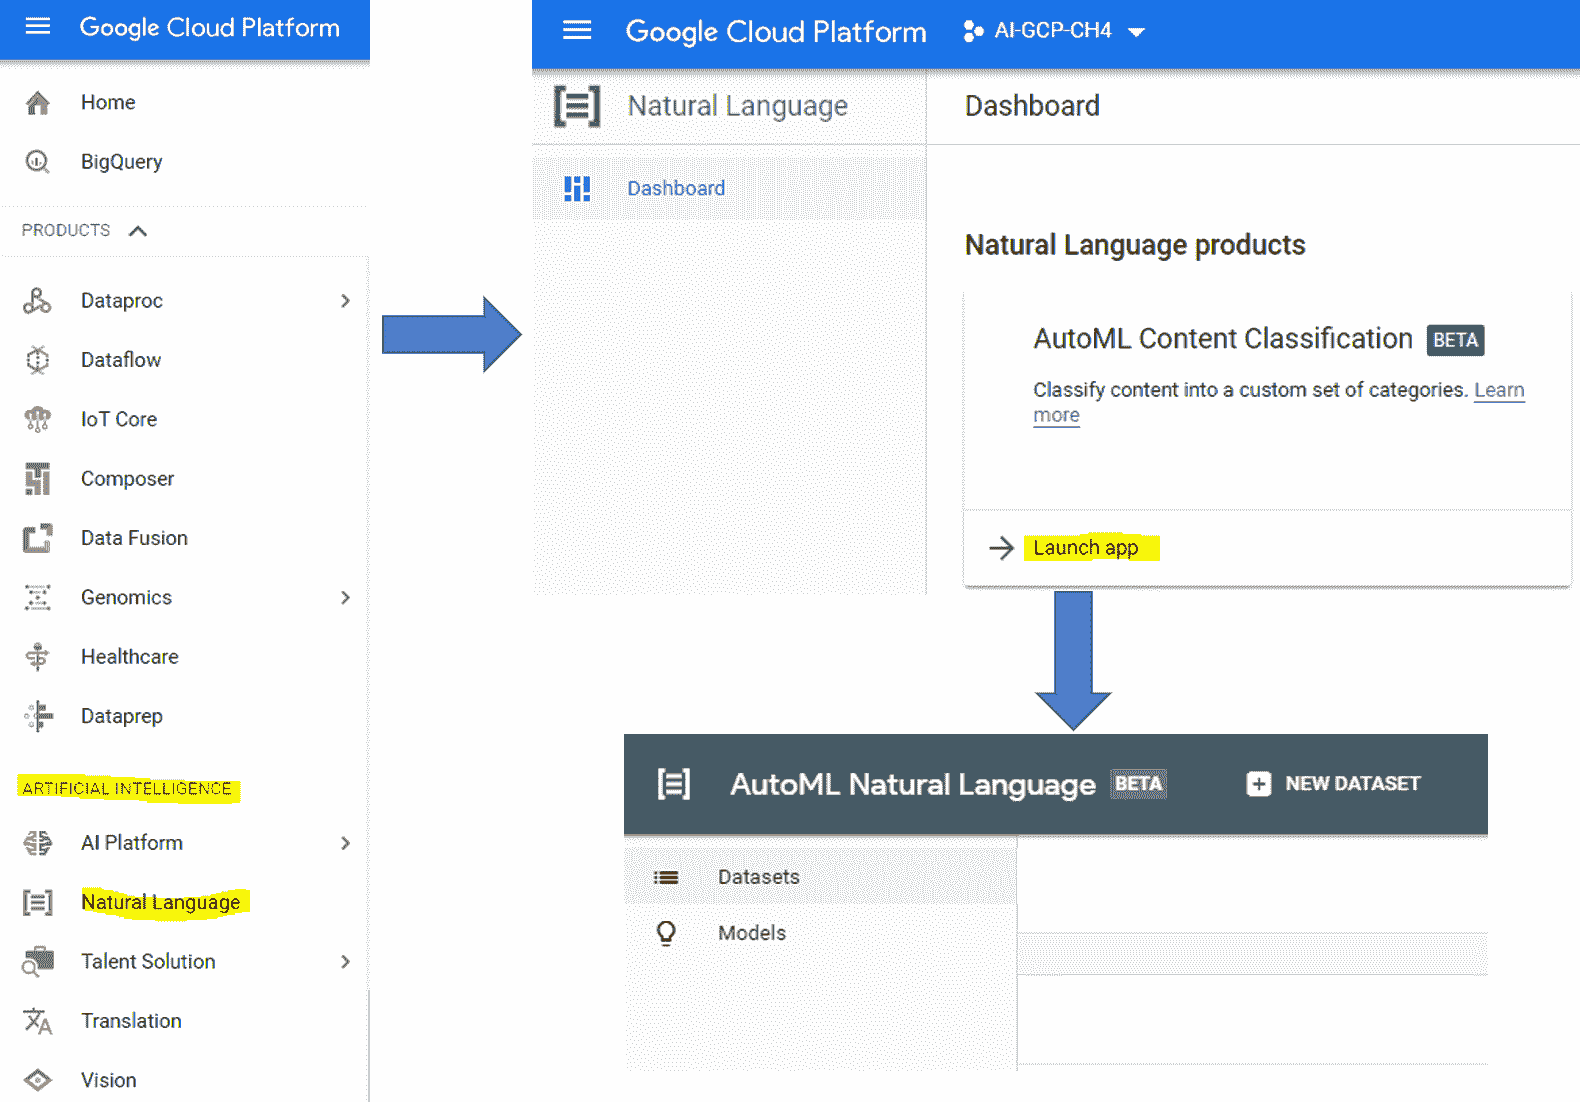 Google Cloud Platform
Home
BigQuery
PRODUCTS
Dataproc
Dataflow
IoT Core
Composer
Data Fusion
Genomics
Healthcare
Dataprep
ARTIFICIAL INTELLIGENCE
AI Platform
Natural Language
Talent Solution
Translation
Vision
Google Cloud Platform AI-GCP-CH4
Natural Language
Dashboard
Dashboard
Natural Language products
AutoML Content Classification BETA
Classify content into a custom set of categories. Learn
more
Launch app
AutoML Natural Language BETA NEW DATASET
Datasets
Models